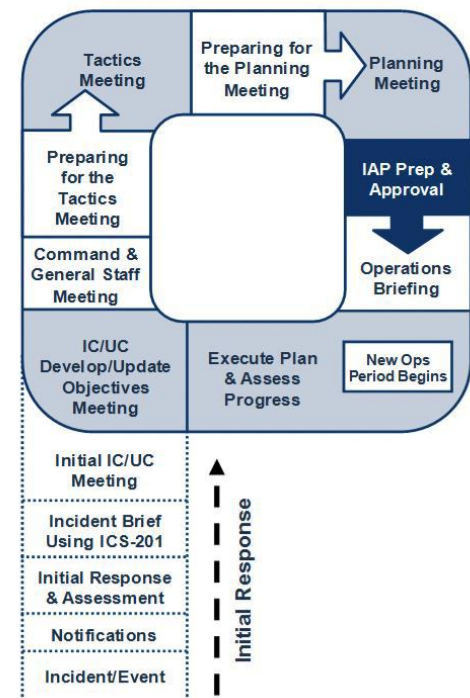 Tactics
Meeting
Preparing for
the Planning
Meeting
Planning
Meeting
Preparing
for the
Tactics
Meeting
IAP Prep &
Approval
Command &
General Staff
Meeting
Operations
Briefing
IC/UC
Develop/Update
Objectives
Meeting
Execute Plan
& Assess
Progress
New Ops
Period Begins
Initial IC/UC
Meeting
Incident Brief
Using ICS-201
Initial Response
& Assessment
Notifications
Incident/Event
Initial Response